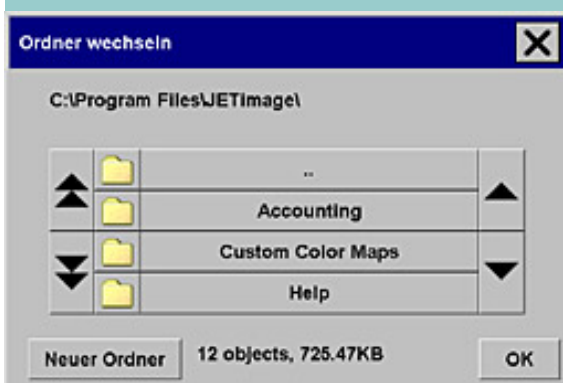 Ordner wechseln
C:\Program Files\JETimage\
..
Accounting
Custom Color Maps
Help
Neuer Ordner 12 objects, 725.47KB OK